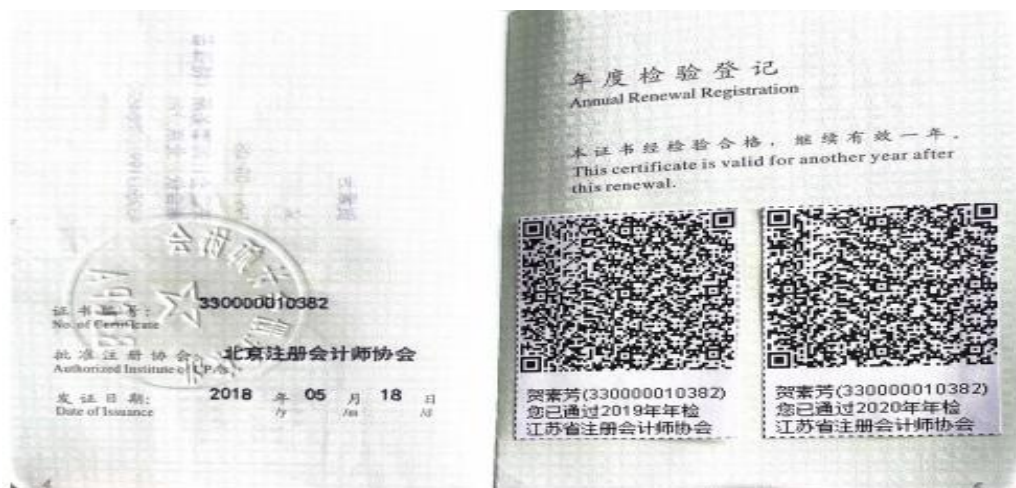 证书编号:
No. of Certificate
330000010382
批准注册协会:
Authorized Institute of CPAs
北京注册会计师协会
发证日期:
Date of Issuance
2018 年 05 月 18 日
/y /m /d
年度检验登记
Annual Renewal Registration
本证书经检验合格，继续有效一年。
This certificate is valid for another year after
this renewal.
贺素芳(330000010382)
您已通过2019年年检
江苏省注册会计师协会
贺素芳(330000010382)
您已通过2020年年检
江苏省注册会计师协会